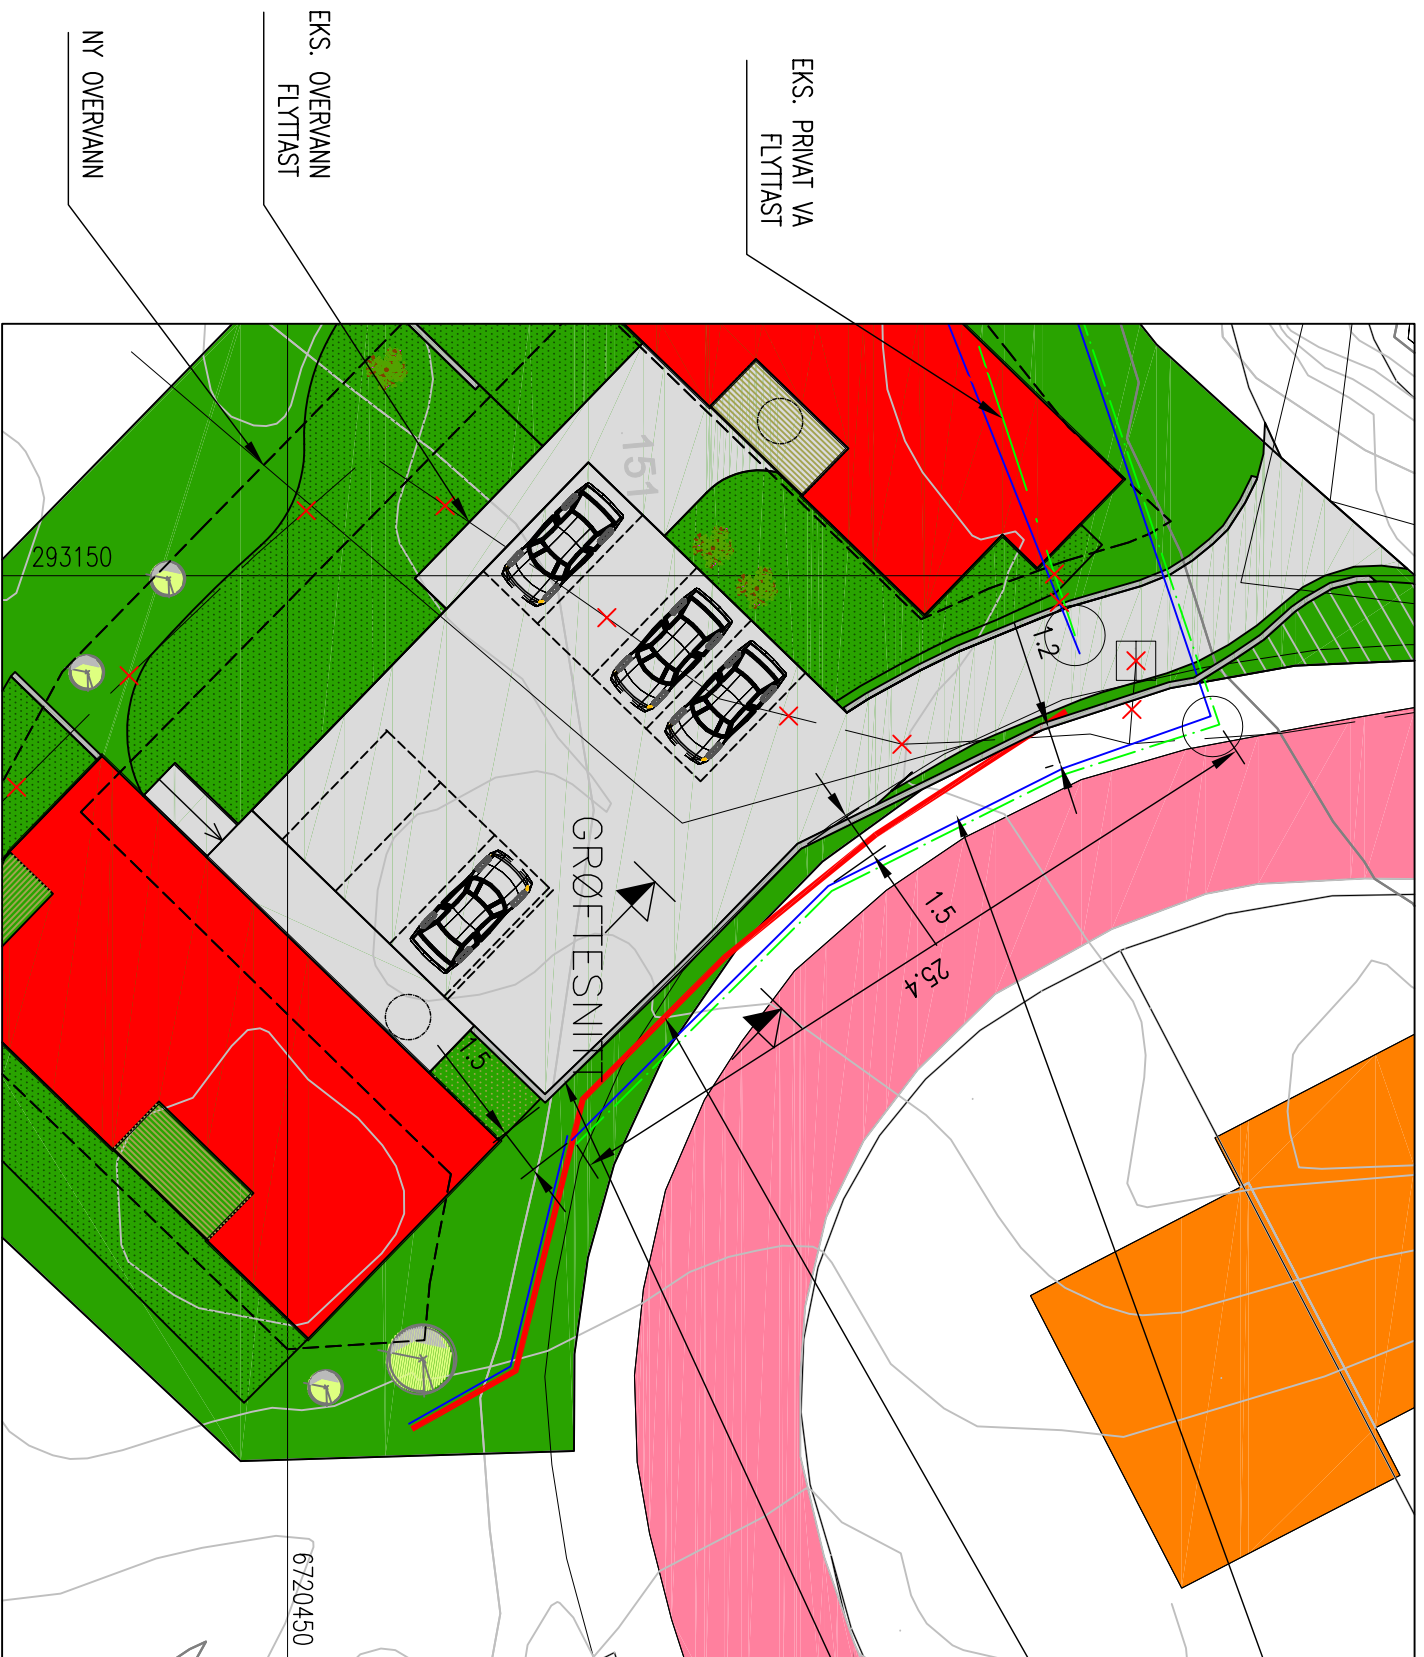 EKS. PRIVAT VA
FLYTTAST
EKS. OVERVANN
FLYTTAST
NY OVERVANN
151
293150
1.2
1.5
25.4
GRØFTESNITT
1.5
6720450